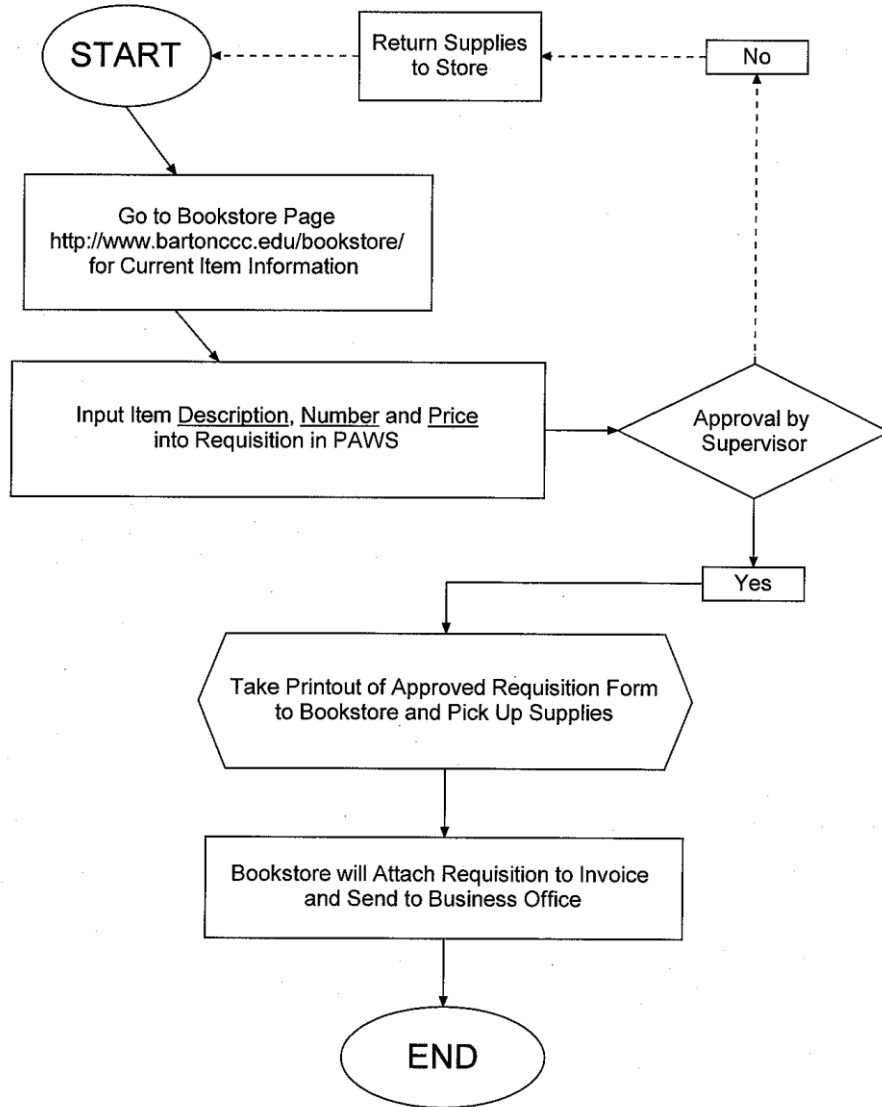 START
Return Supplies
to Store
No
Go to Bookstore Page
http://www.bartonccc.edu/bookstore/
for Current Item Information
Input Item Description, Number and Price
into Requisition in PAWS
Approval by
Supervisor
Yes
Take Printout of Approved Requisition Form
to Bookstore and Pick Up Supplies
Bookstore will Attach Requisition to Invoice
and Send to Business Office
END